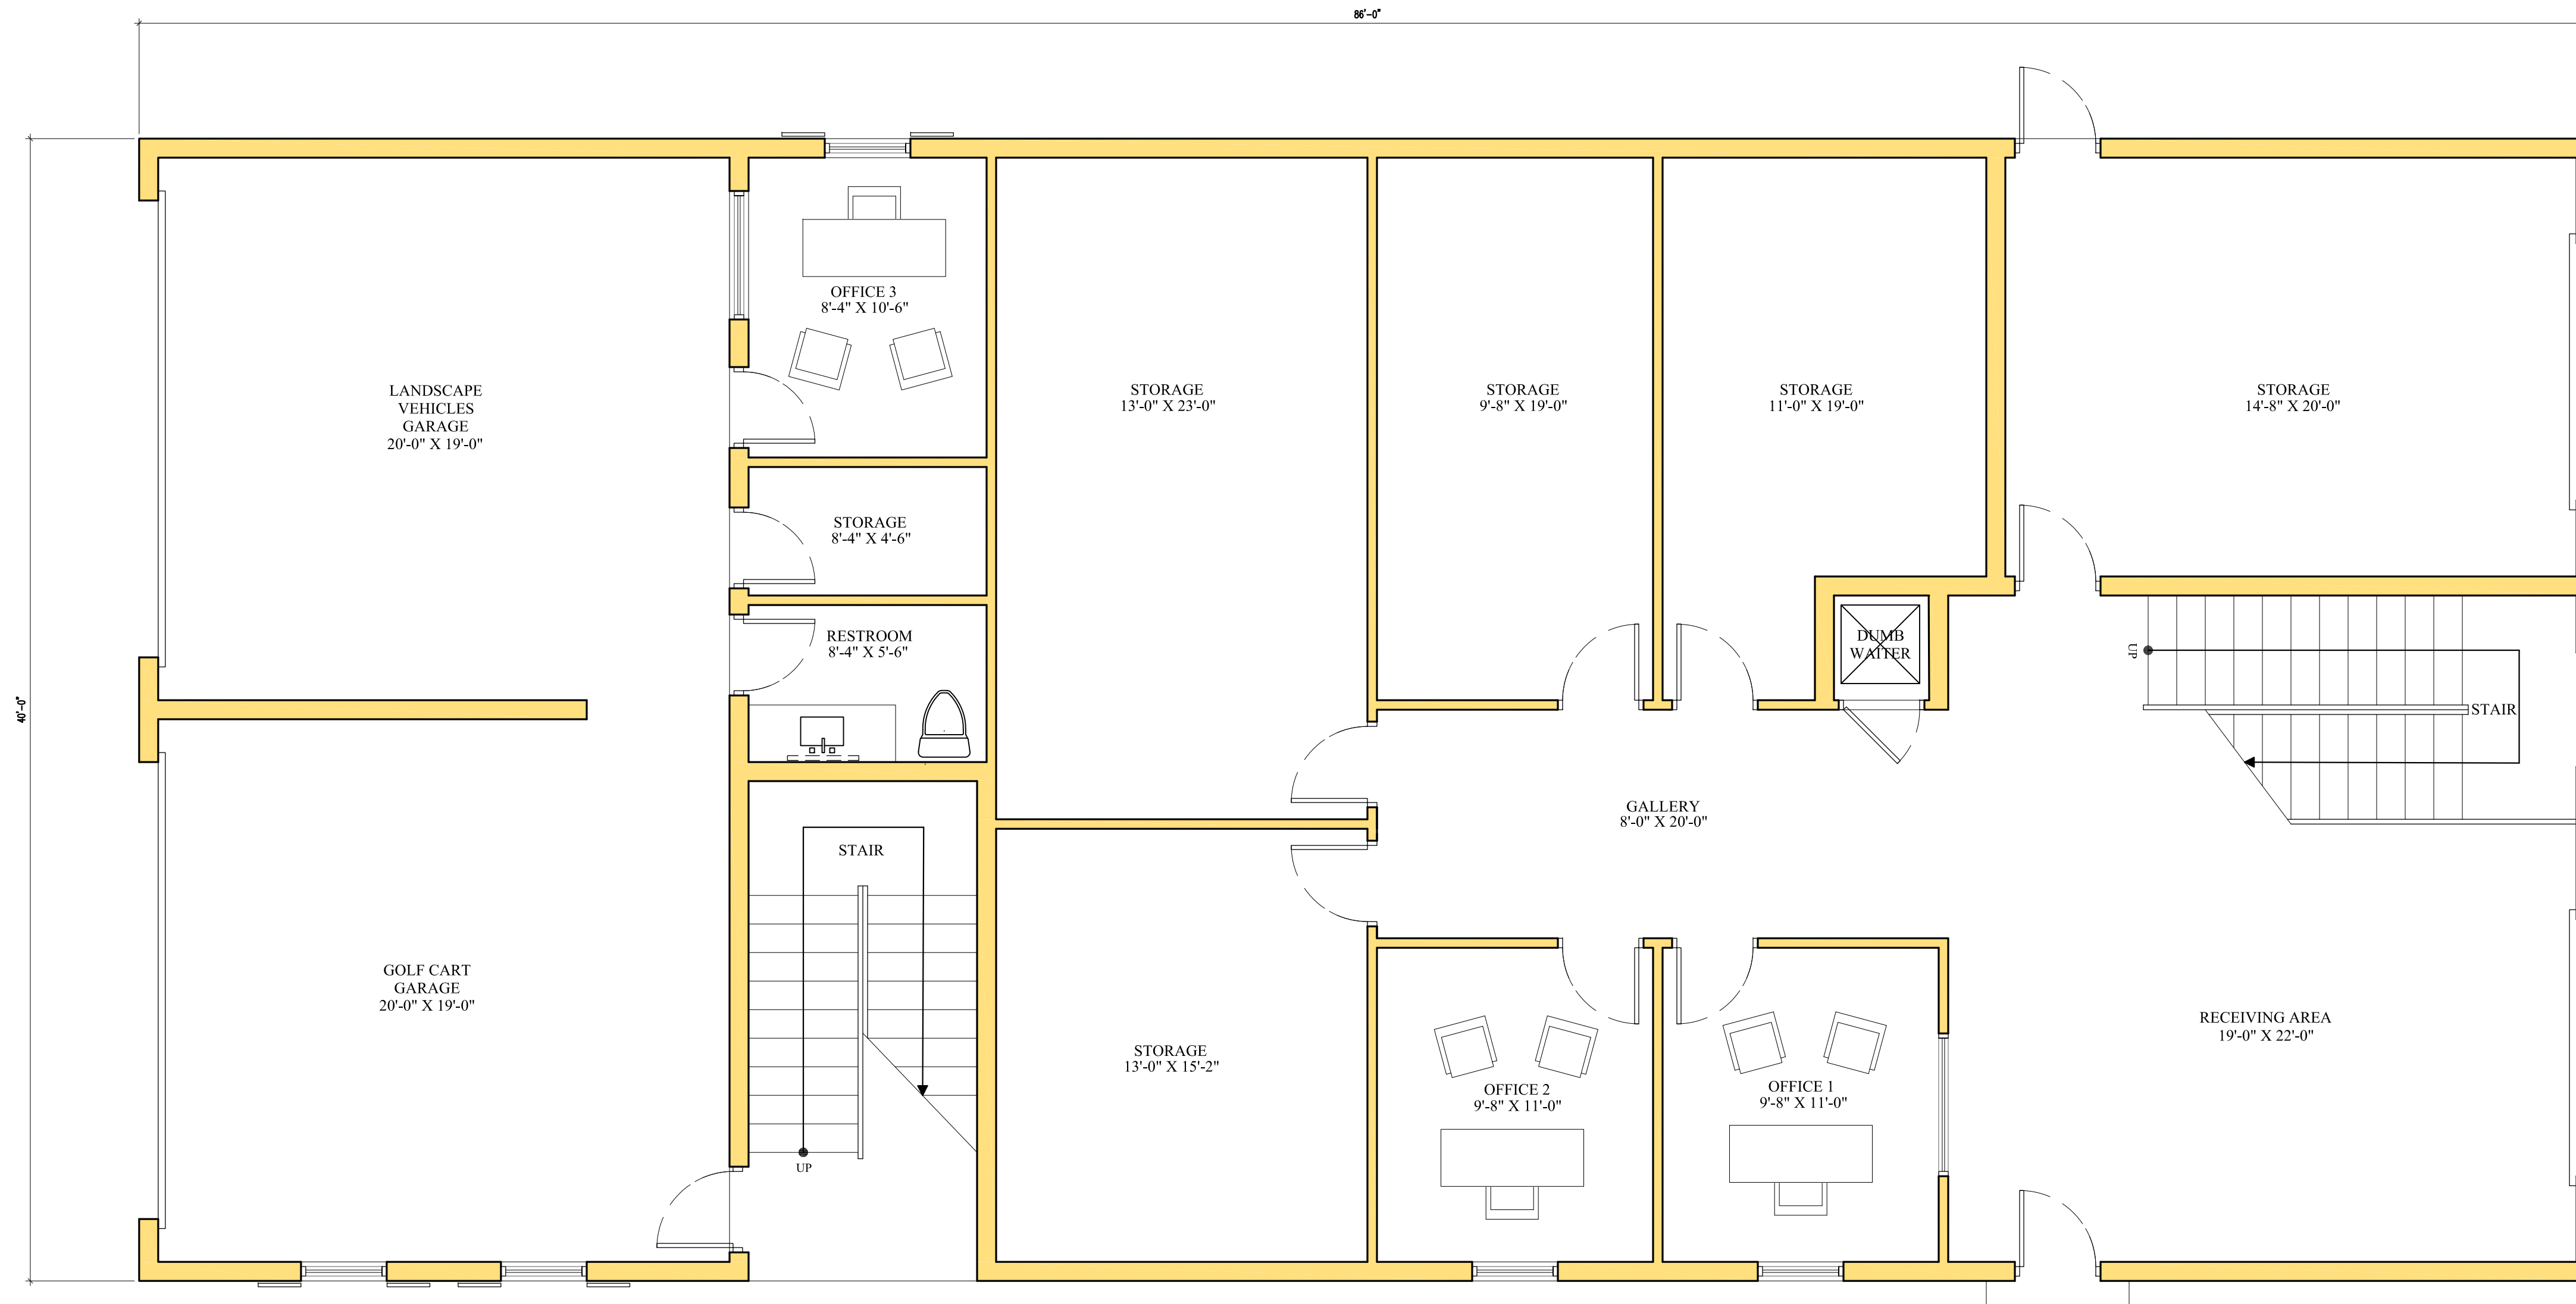 86'-0"
40'-0"
OFFICE 3
8'-4" X 10'-6"
LANDSCAPE
VEHICLES
GARAGE
20'-0" X 19'-0"
STORAGE
13'-0" X 23'-0"
STORAGE
9'-8" X 19'-0"
STORAGE
11'-0" X 19'-0"
STORAGE
14'-8" X 20'-0"
STORAGE
8'-4" X 4'-6"
RESTROOM
8'-4" X 5'-6"
DUMB
WAITER
UP
STAIR
GALLERY
8'-0" X 20'-0"
STAIR
UP
GOLF CART
GARAGE
20'-0" X 19'-0"
STORAGE
13'-0" X 15'-2"
OFFICE 2
9'-8" X 11'-0"
OFFICE 1
9'-8" X 11'-0"
RECEIVING AREA
19'-0" X 22'-0"